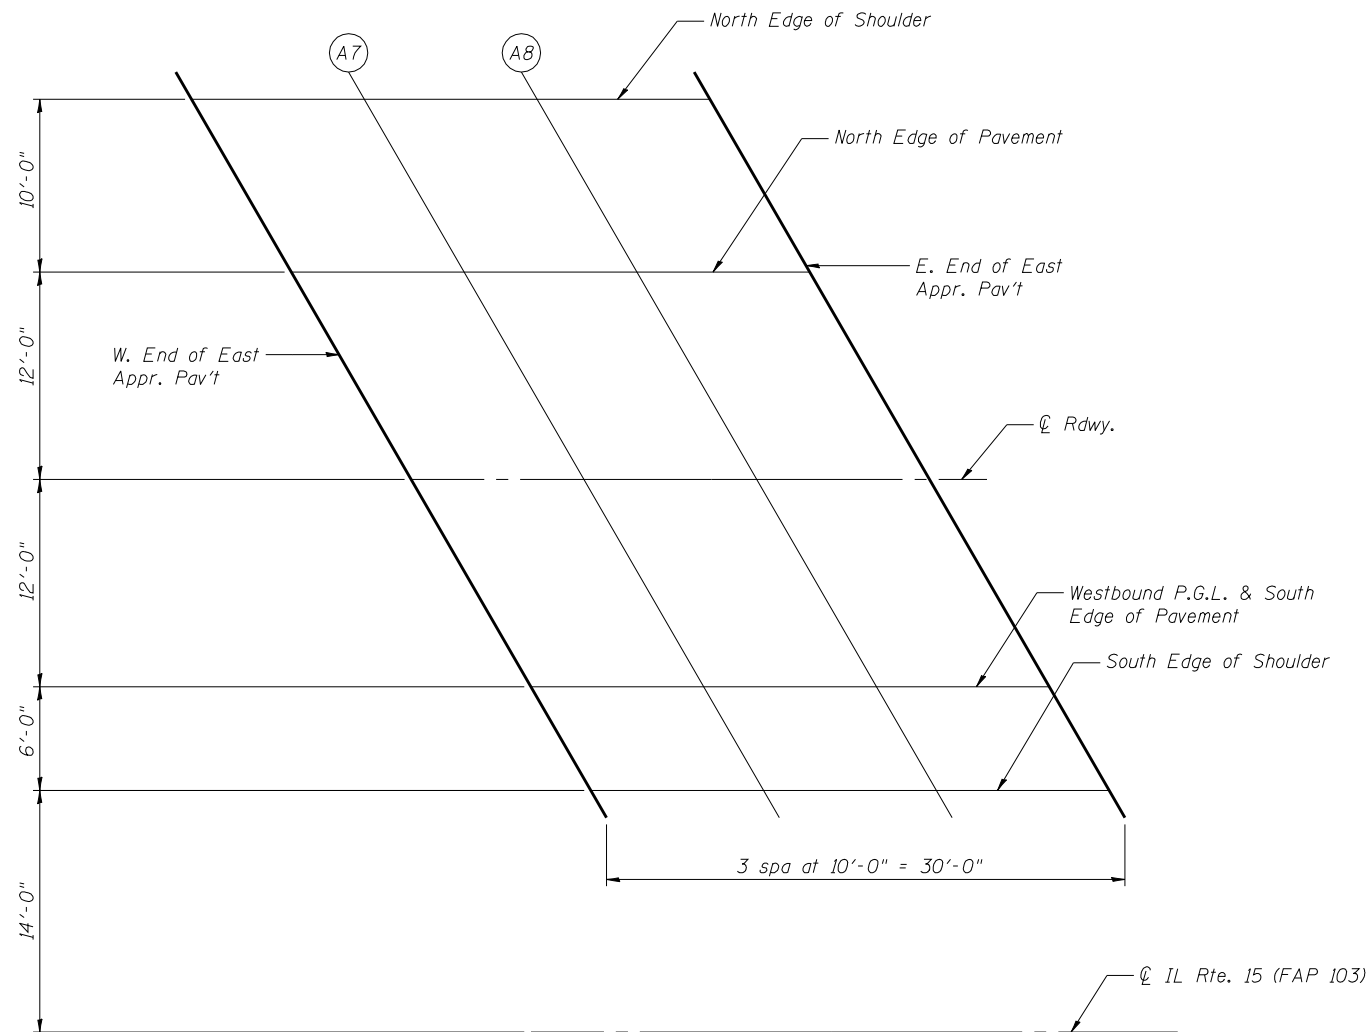 North Edge of Shoulder
A7
A8
North Edge of Pavement
10'-0"
E. End of East
Appr. Pav't
12'-0"
W. End of East
Appr. Pav't
℄ Rdwy.
12'-0"
Westbound P.G.L. & South
Edge of Pavement
South Edge of Shoulder
6'-0"
3 spa at 10'-0" = 30'-0"
14'-0"
℄ IL Rte. 15 (FAP 103)